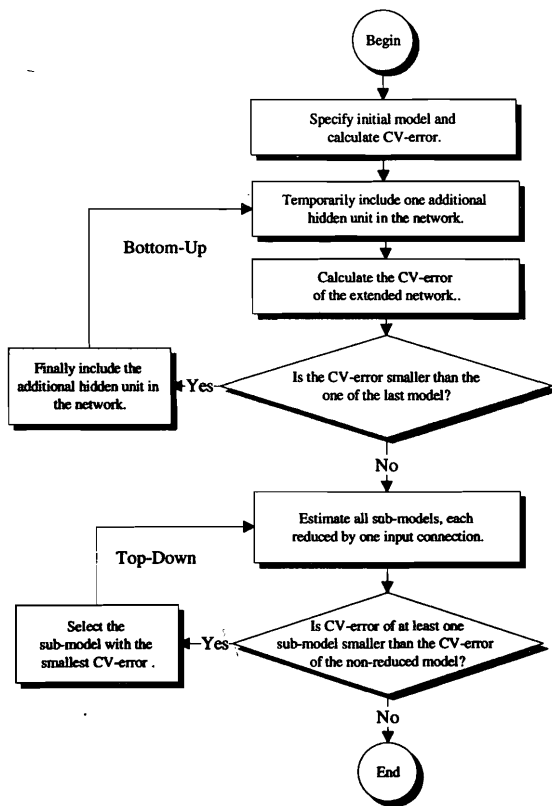 Begin
Specify initial model and
calculate CV-error.
Temporarily include one additional
hidden unit in the network.
Bottom-Up
Calculate the CV-error
of the extended network..
Finally include the
additional hidden unit in
the network.
Yes
Is the CV-error smaller than the
one of the last model?
No
Estimate all sub-models, each
reduced by one input connection.
Top-Down
Select the
sub-model with the
smallest CV-error .
Yes
Is CV-error of at least one
sub-model smaller than the CV-error
of the non-reduced model?
No
End